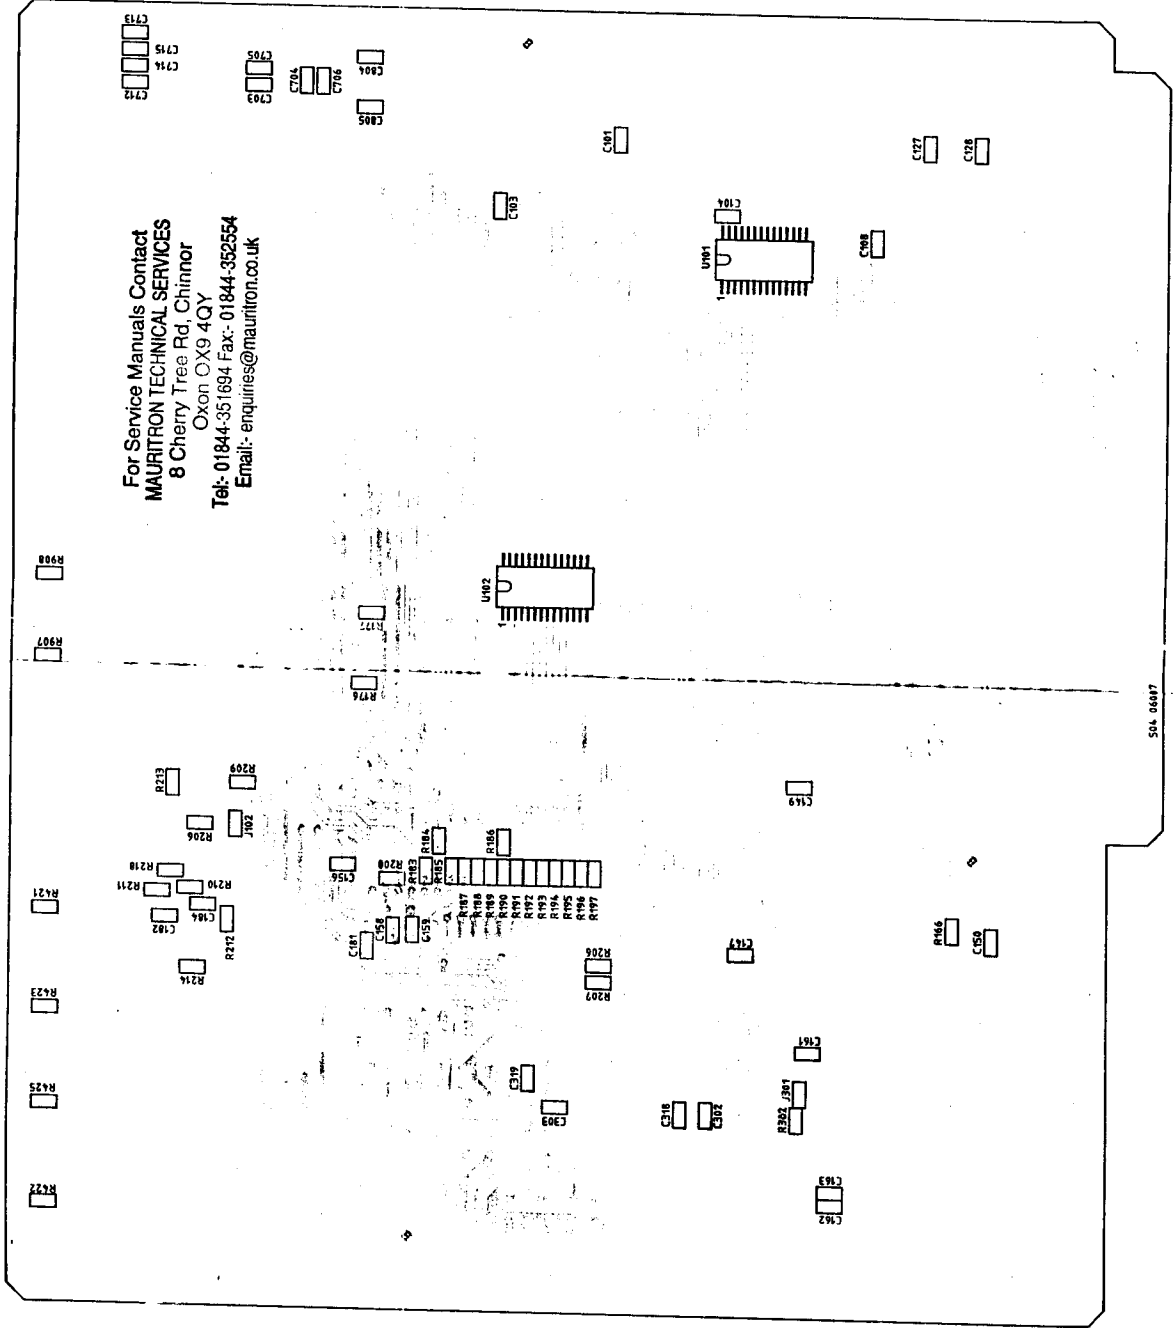 For Service Manuals Contact
MAURITRON TECHNICAL SERVICES
8 Cherry Tree Rd, Chinnor
Oxon OX9 4QY
Tel:- 01844-351694 Fax:- 01844-352554
Email:- enquiries@mauritron.co.uk
C713
C715
C714
C712
C705
C703
C704
C706
C804
C805
C101
C103
C127
C128
C104
U101
1
C108
R908
U102
1
R177
R907
R176
S04 06087
R213
R209
R206
J102
C149
R184
R186
R218
R211
R210
C156
R208
R183
R185
R421
C182
C184
R212
C181
C158
C159
R187
R188
R189
R190
R191
R192
R193
R194
R195
R196
R197
R166
C150
R214
R206
R207
C147
R423
C161
C319
R425
C303
C318
C302
J301
R302
R422
C163
C162